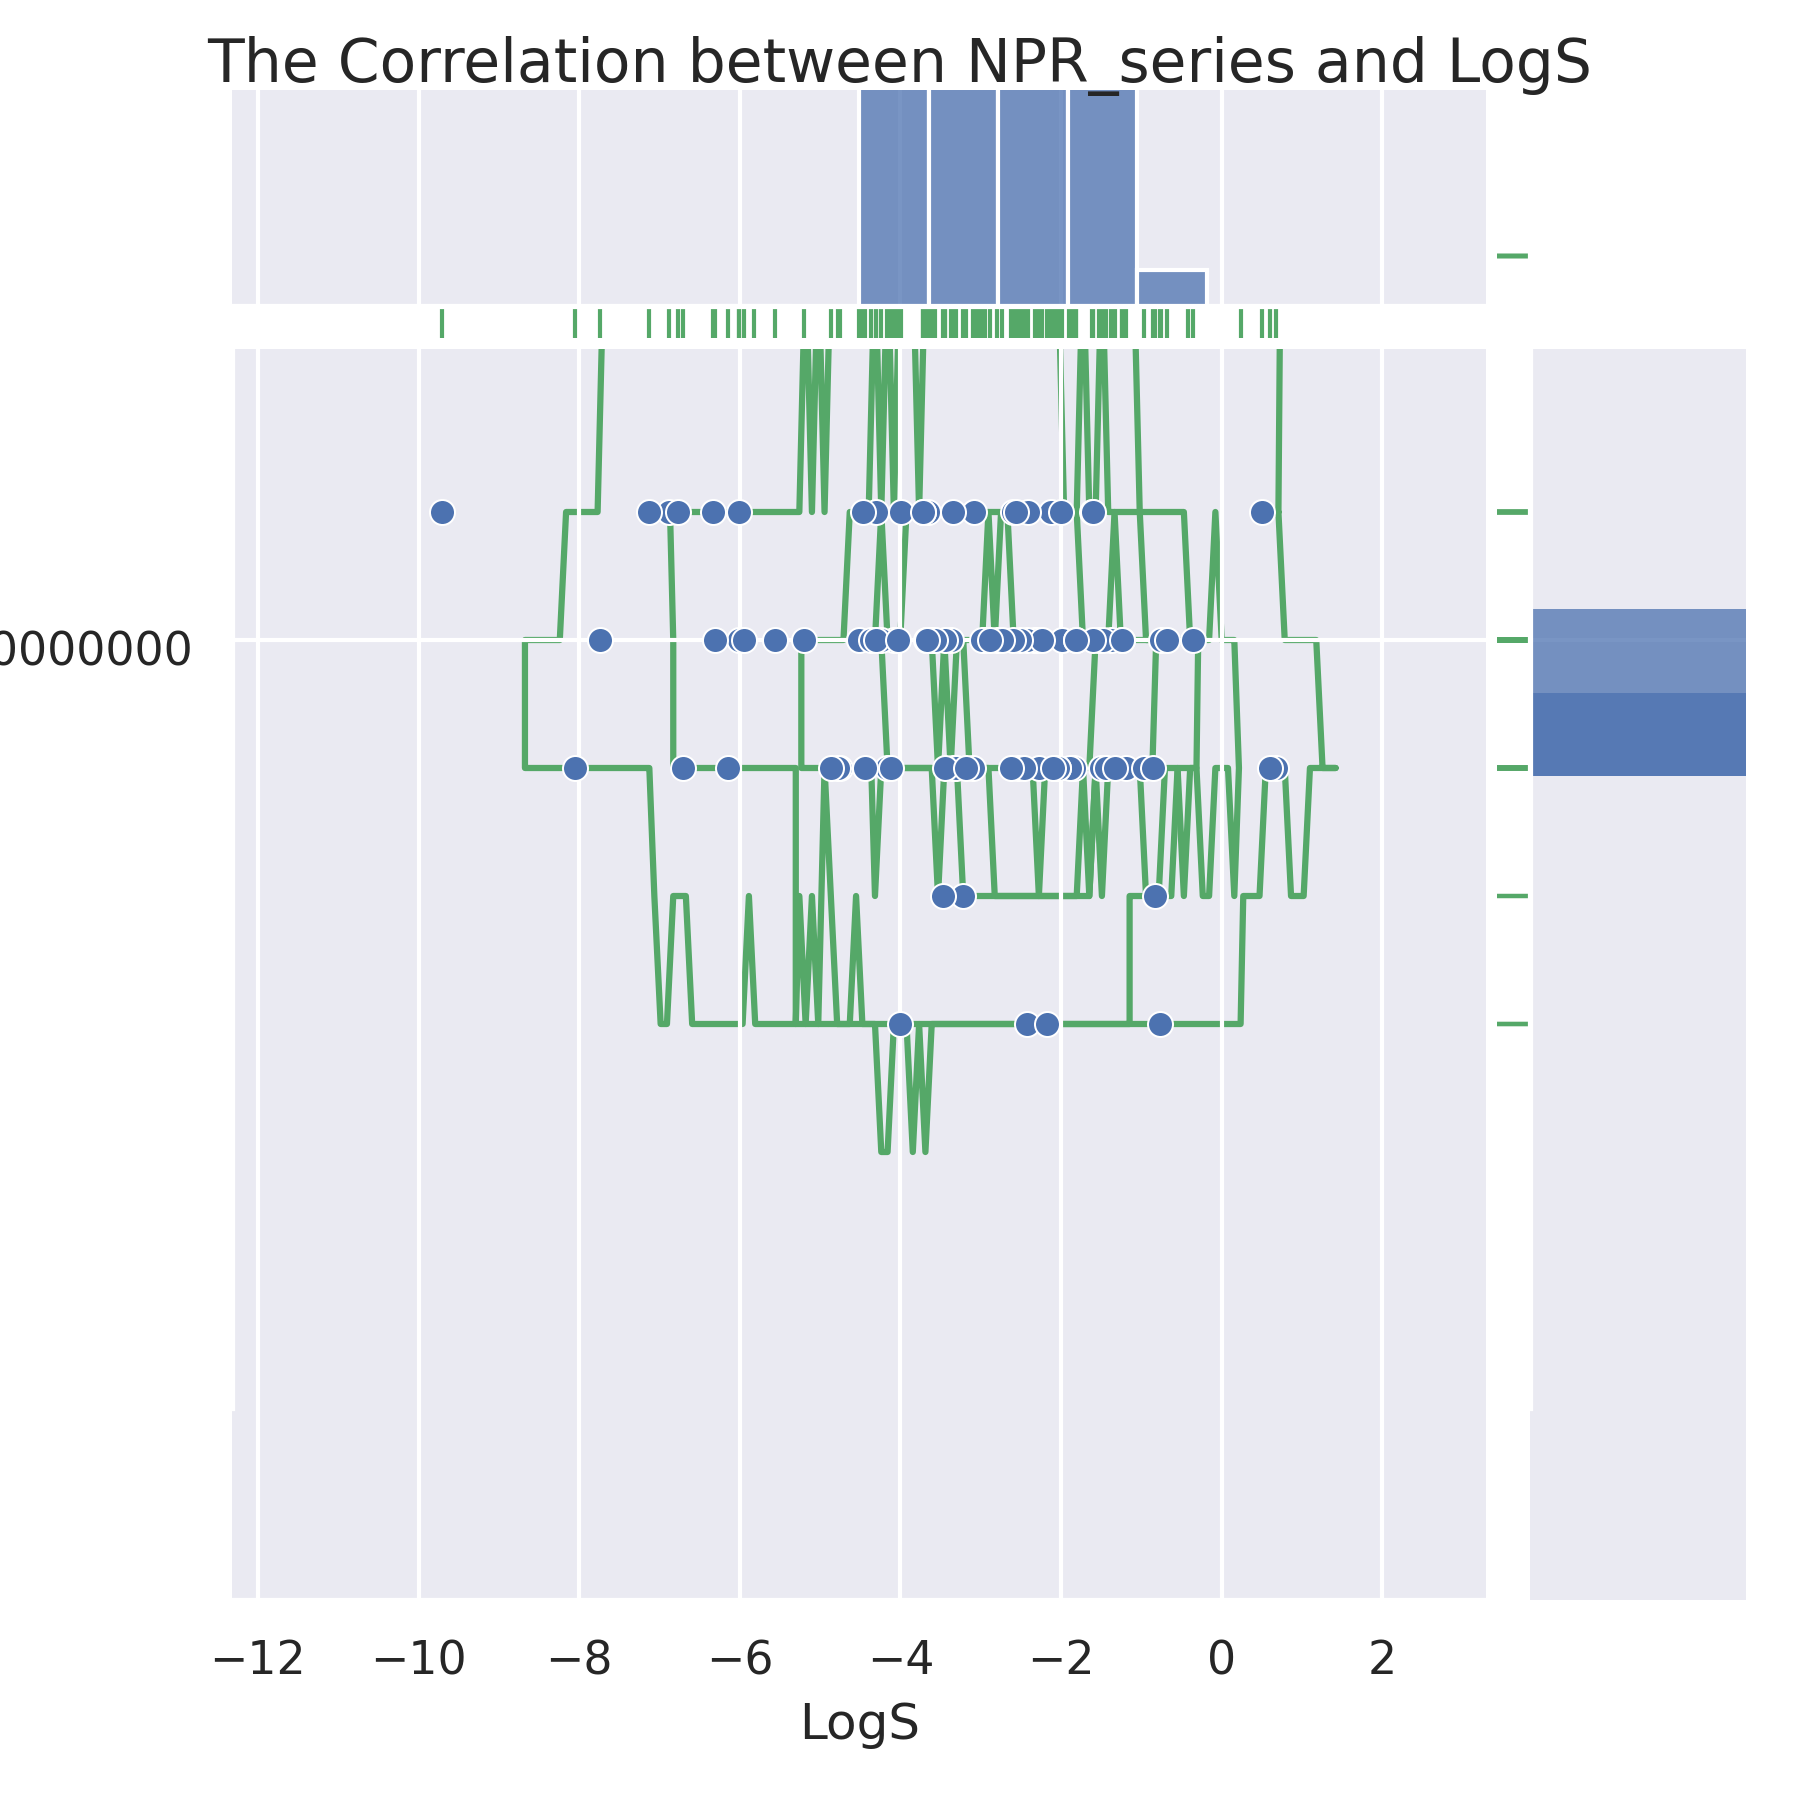 The Correlation between NPR_series and LogS
0000000
−12 −10 −8 −6 −4 −2 0 2
LogS